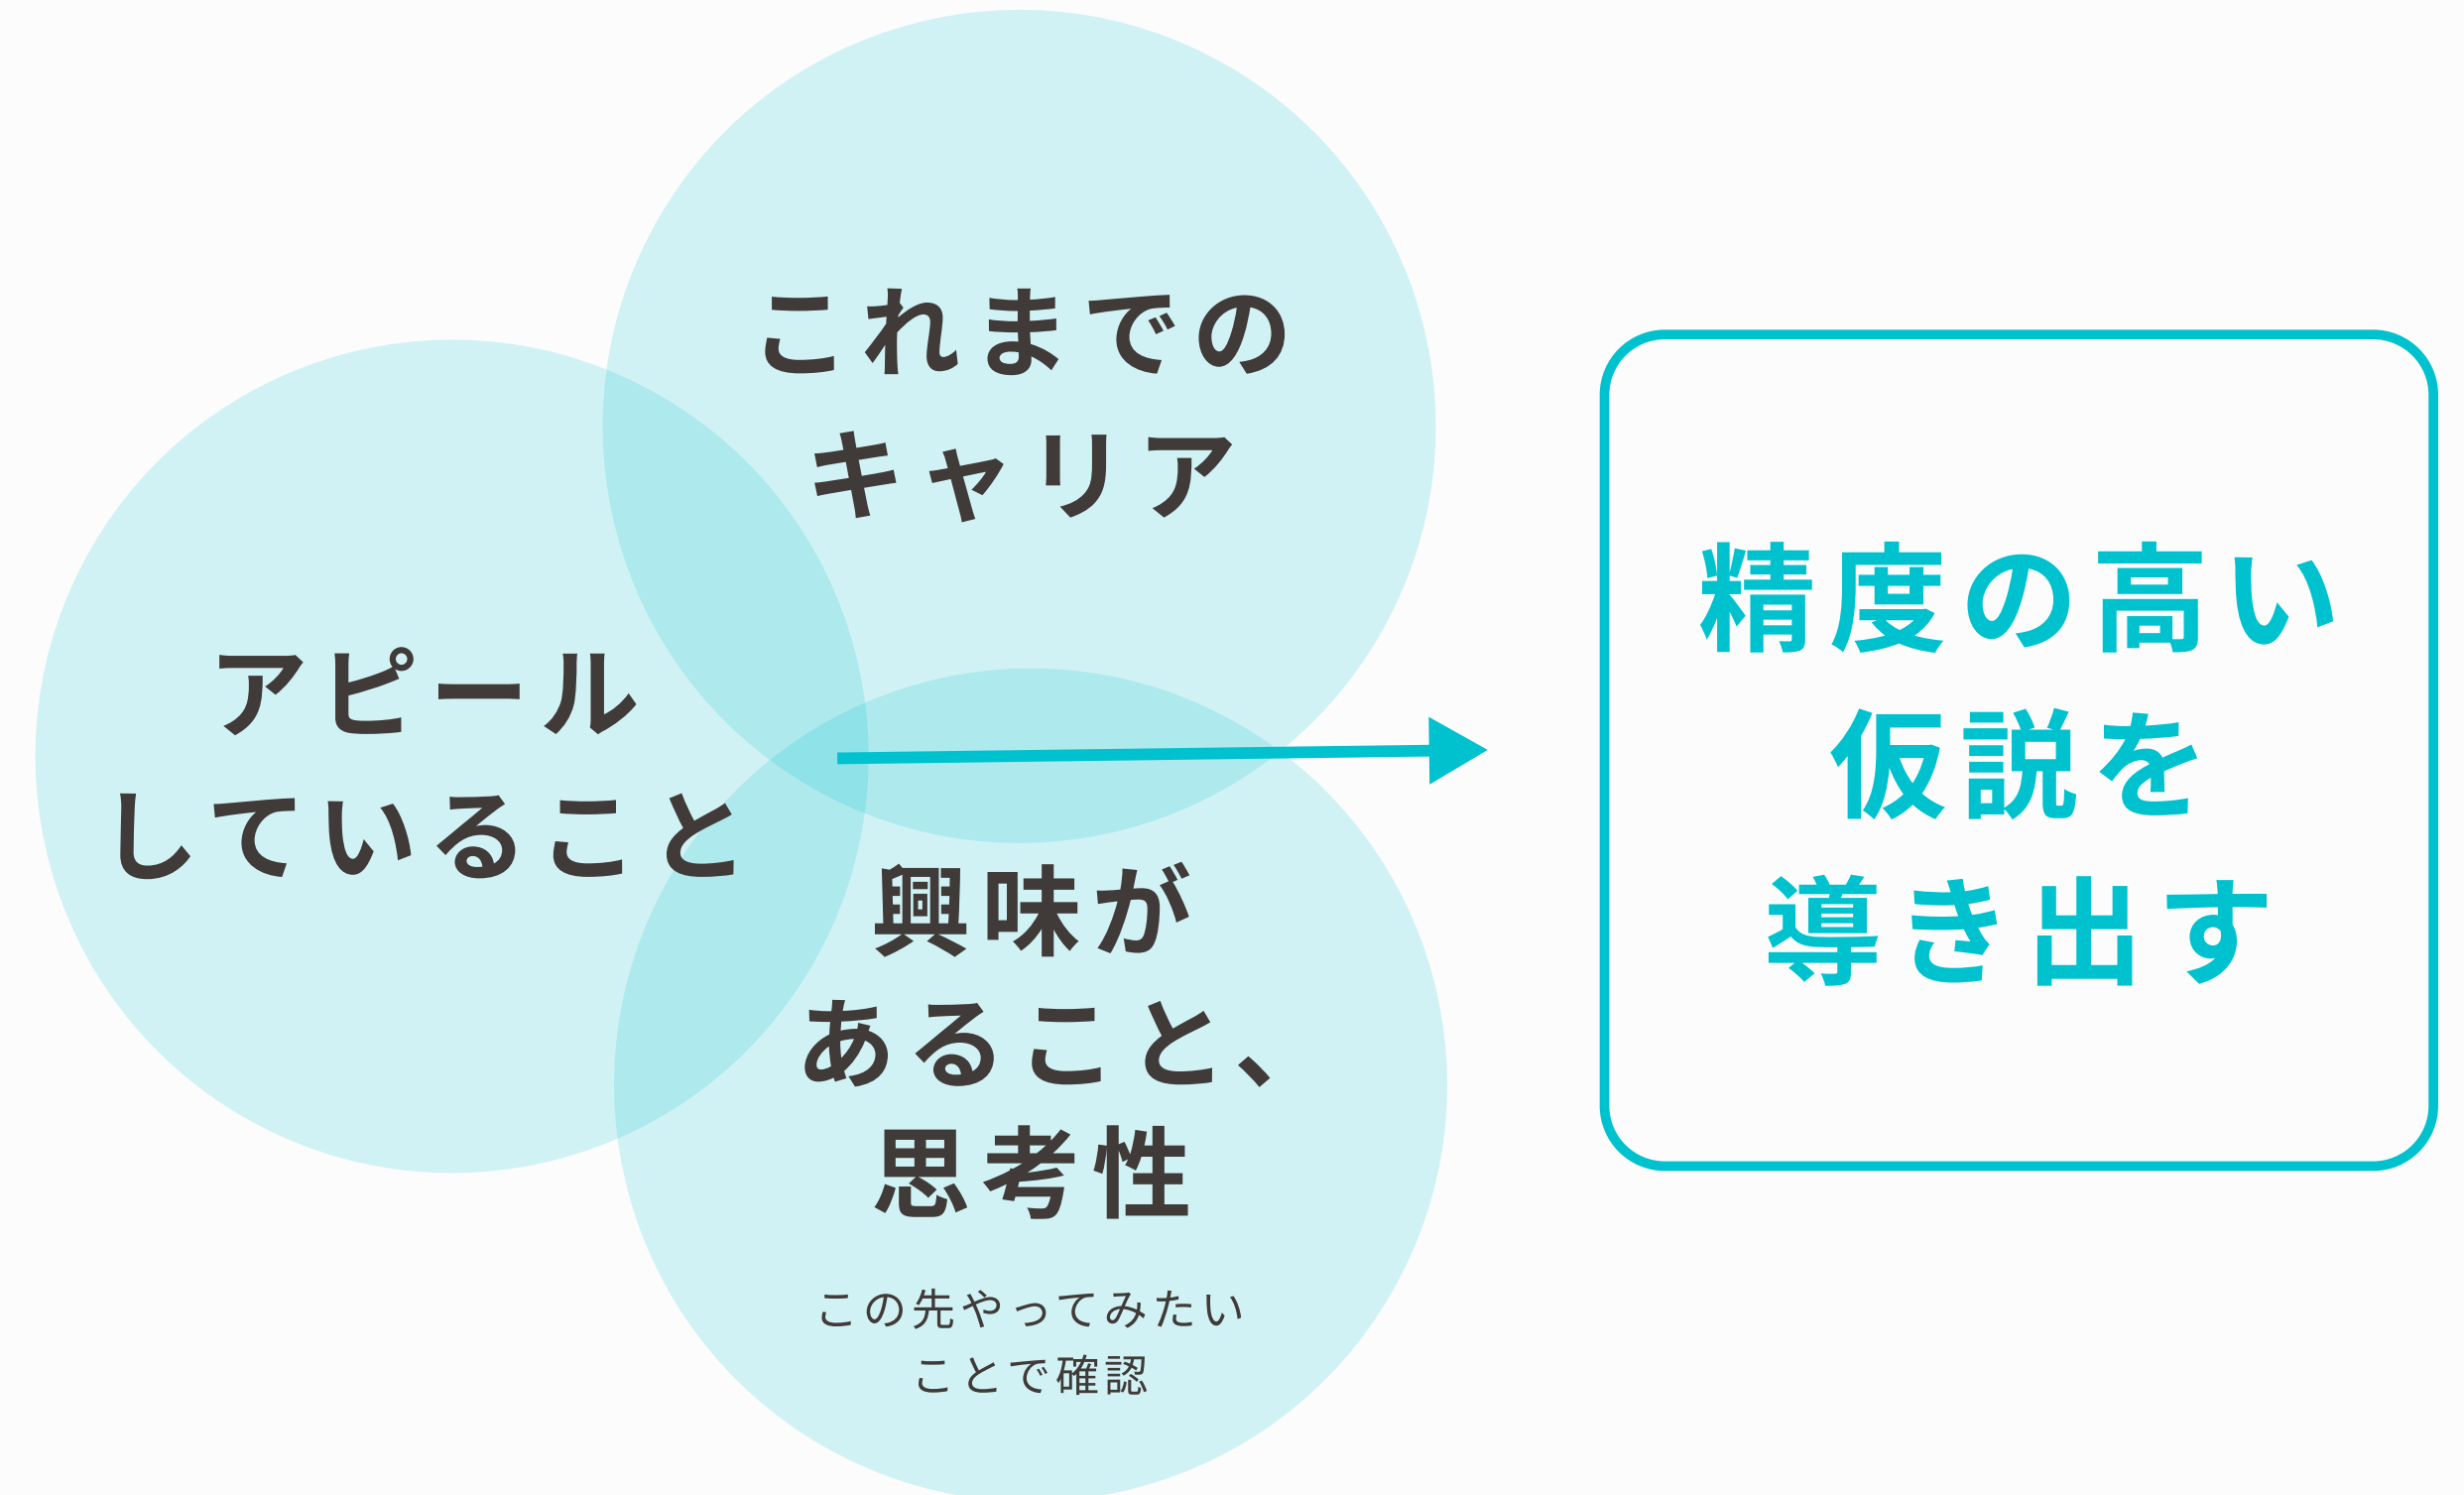 これまでの
キャリア
アピール
していること
興味が
あること、
思考性
この先やっていみたい
ことで確認
精度の高い
仮説を
導き出す